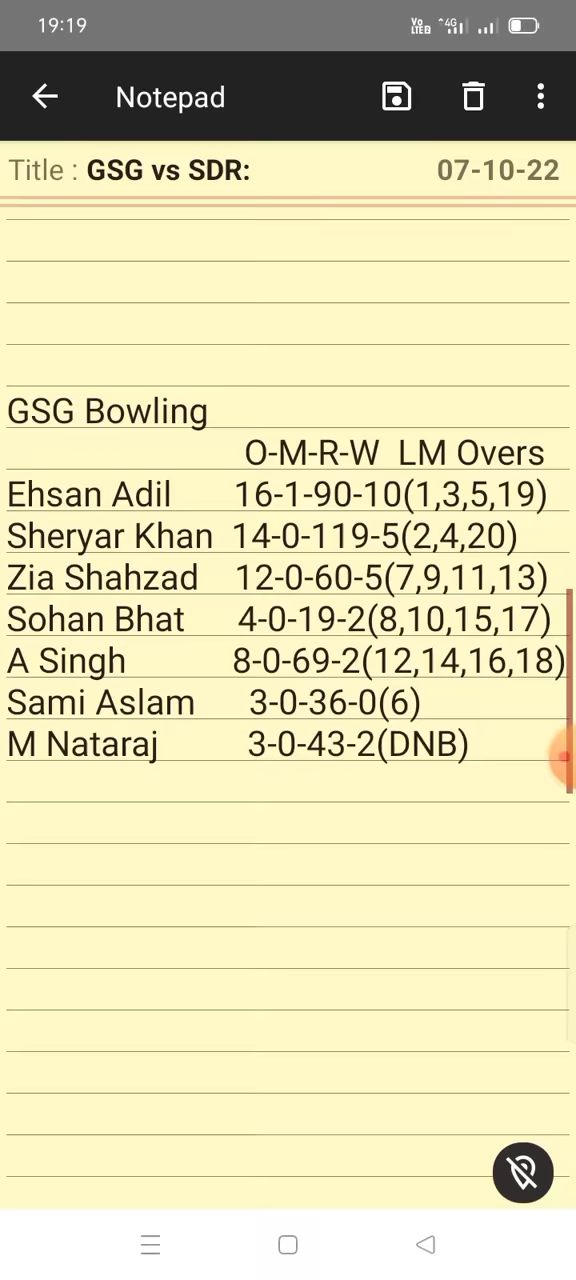 19:19 Vo LTE2 4G
Notepad
Title : GSG vs SDR: 07-10-22
GSG Bowling
O-M-R-W LM Overs
Ehsan Adil 16-1-90-10(1,3,5,19)
Sheryar Khan 14-0-119-5(2,4,20)
Zia Shahzad 12-0-60-5(7,9,11,13)
Sohan Bhat 4-0-19-2(8,10,15,17)
A Singh 8-0-69-2(12,14,16,18)
Sami Aslam 3-0-36-0(6)
M Nataraj 3-0-43-2(DNB)